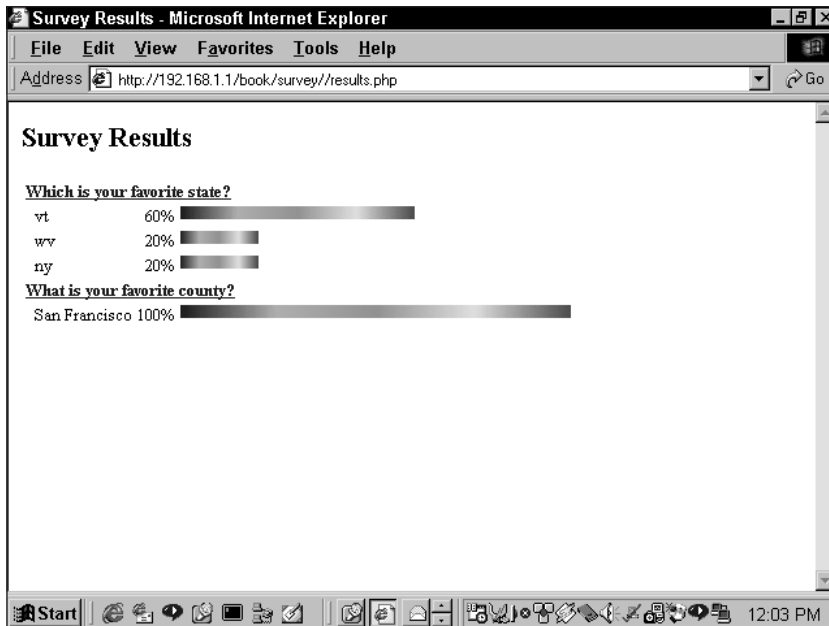 Survey Results - Microsoft Internet Explorer
File Edit View Favorites Tools Help
Address http://192.168.1.1/book/survey//results.php Go
Survey Results
Which is your favorite state?
vt 60%
wv 20%
ny 20%
What is your favorite county?
San Francisco 100%
Start 12:03 PM